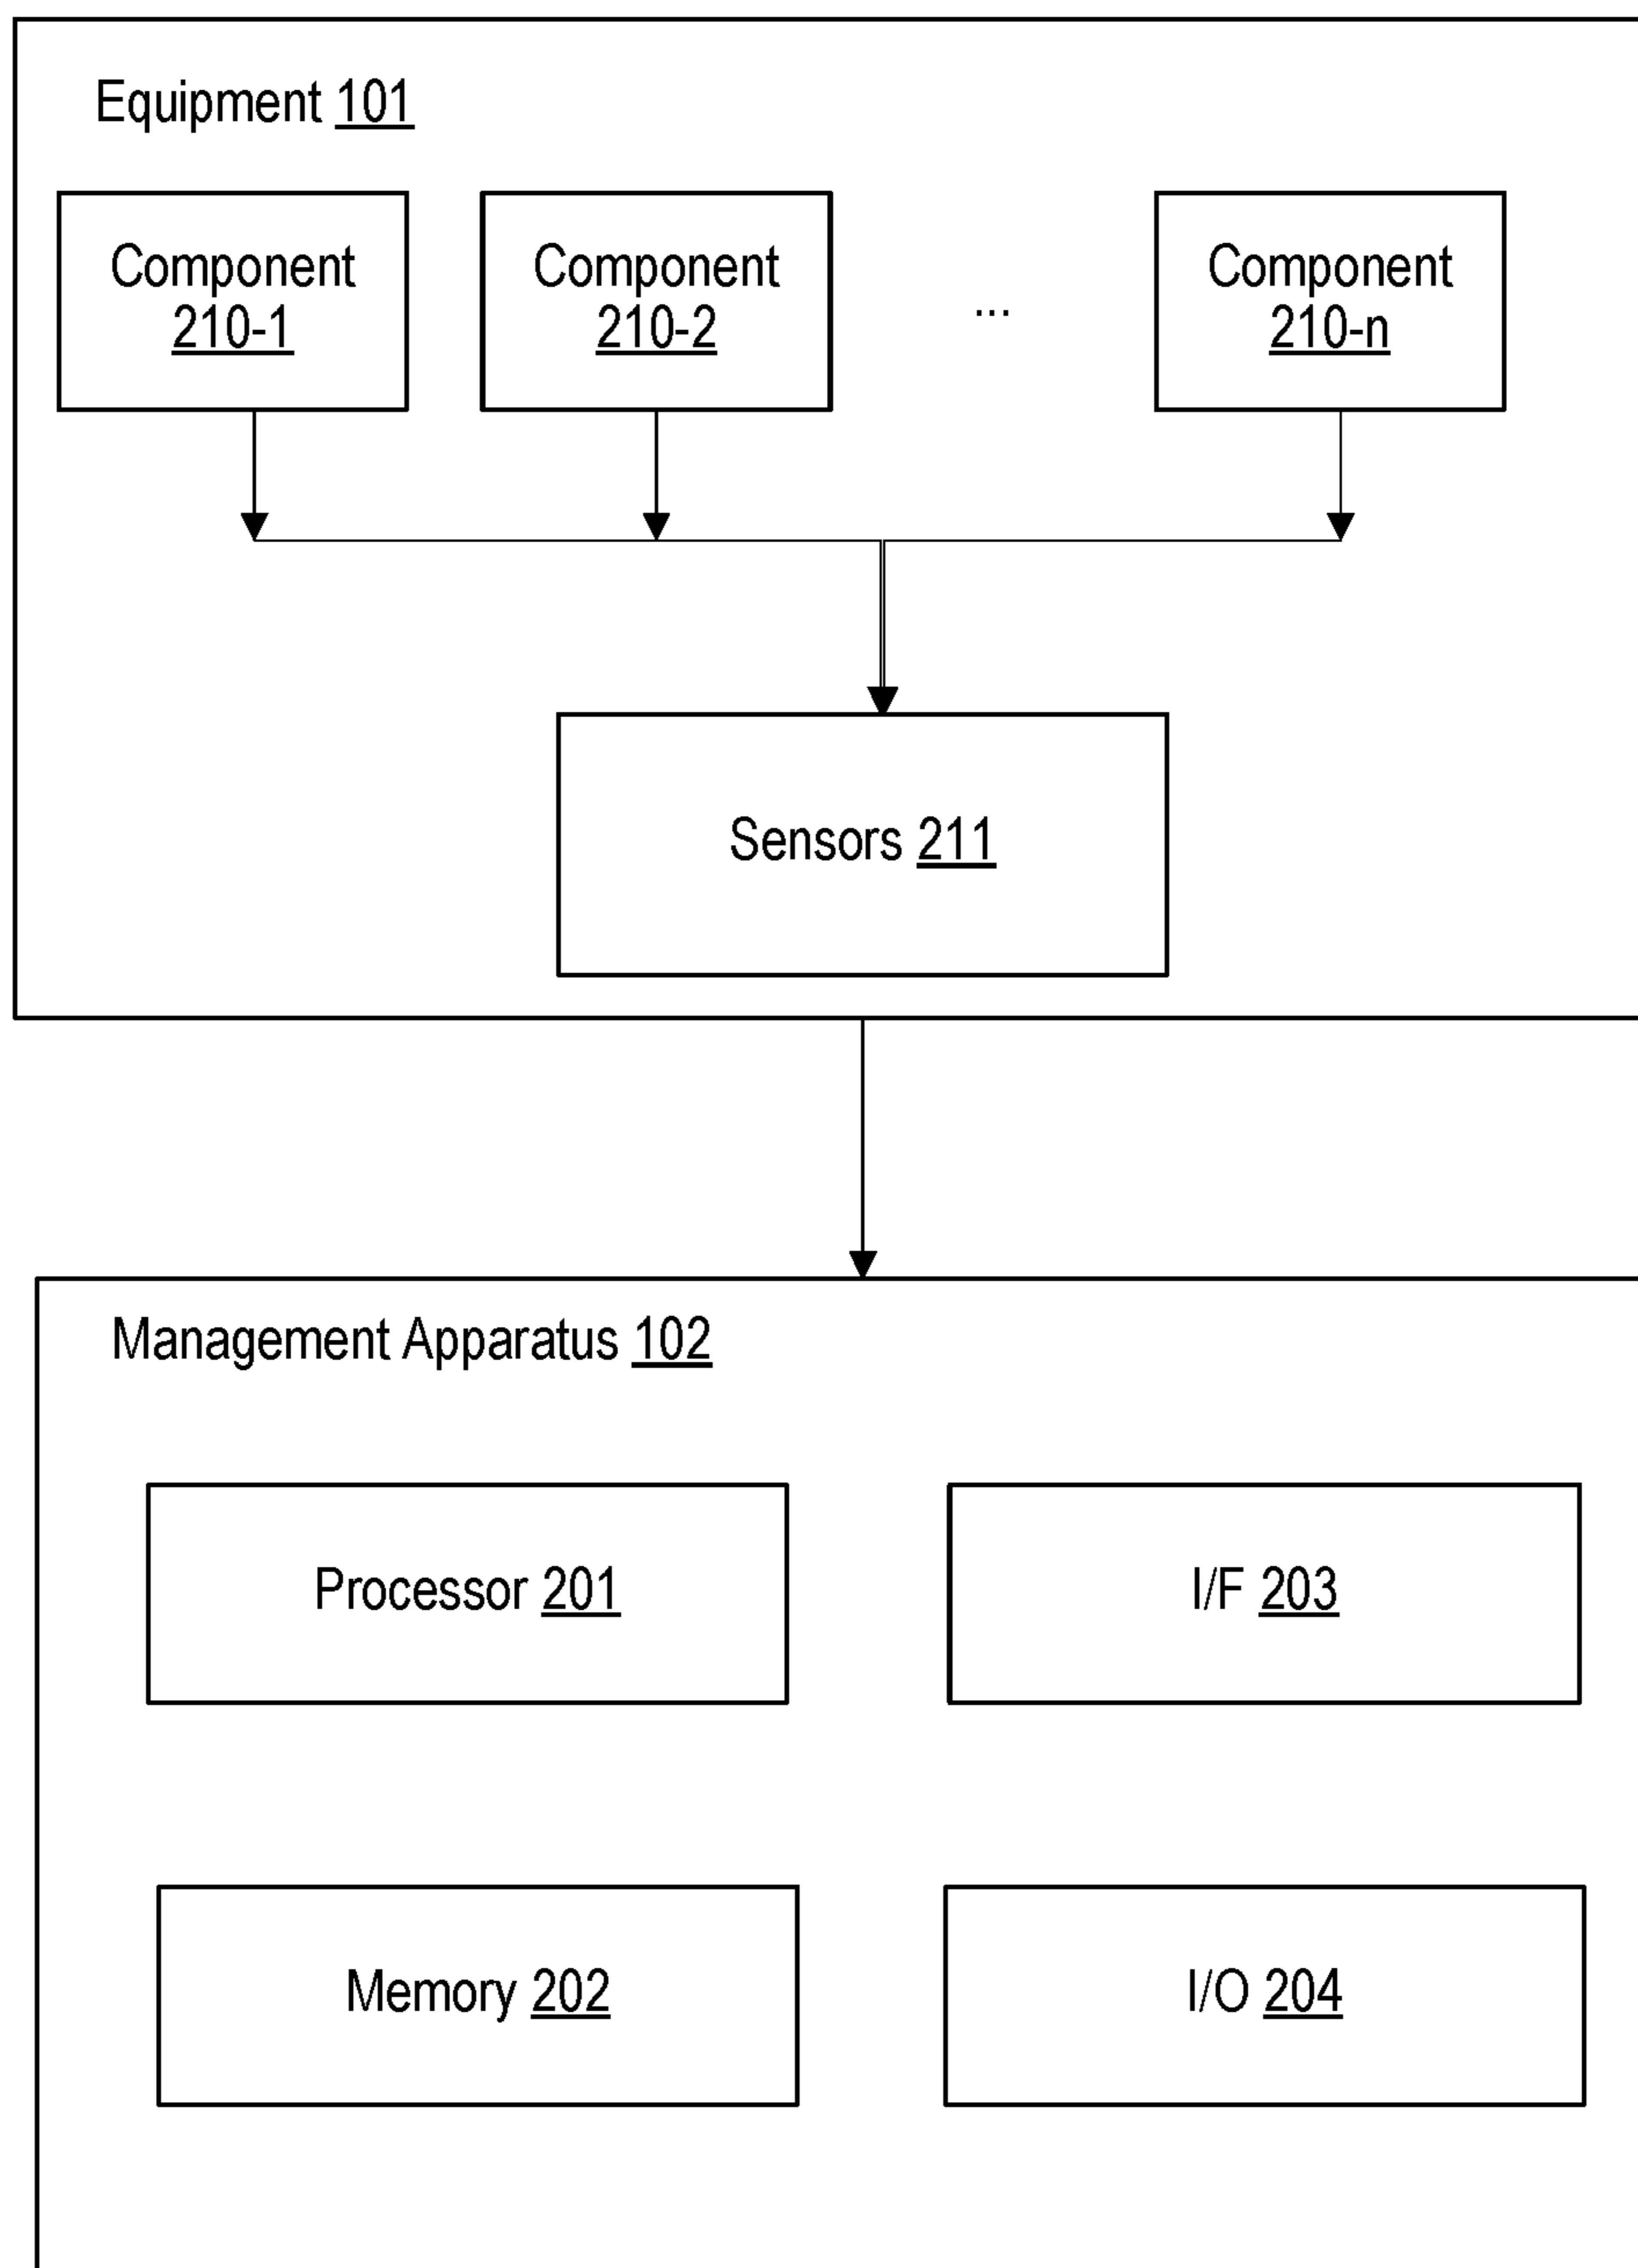 Equipment 101
Component
210-1
Component
210-2
...
Component
210-n
Sensors 211
Management Apparatus 102
Processor 201
I/F 203
Memory 202
I/O 204